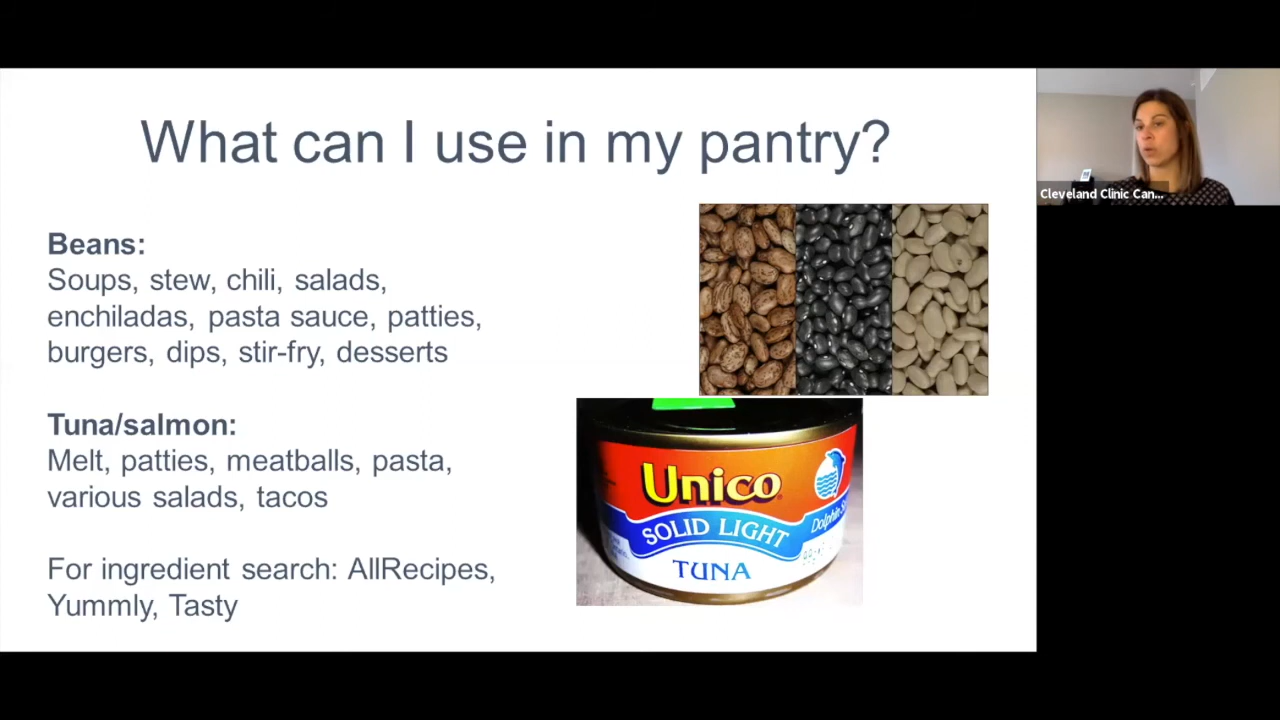 What can I use in my pantry?
Cleveland Clinic Can...
Beans:
Soups, stew, chili, salads,
enchiladas, pasta sauce, patties,
burgers, dips, stir-fry, desserts
Tuna/salmon:
Melt, patties, meatballs, pasta,
various salads, tacos
For ingredient search: AllRecipes,
Yummly, Tasty
Unico
SOLID LIGHT
Dolphin
TUNA